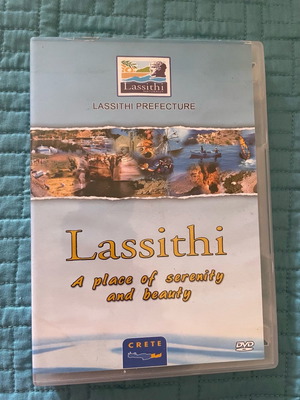 Lassithi
LASSITHI PREFECTURE
Lassithi
A place of serenity
and beauty
CRETE
DVD